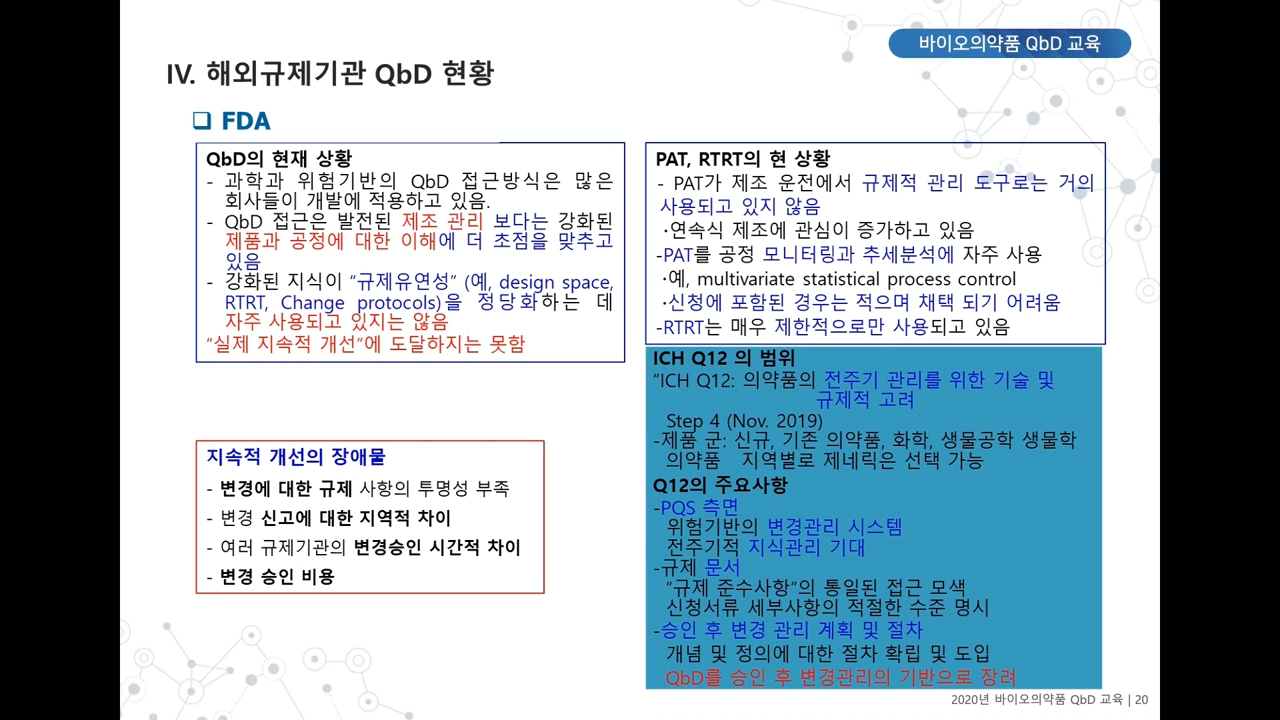 바이오의약품 QbD 교육
IV. 해외규제기관 QbD 현황
❑ FDA
QbD의 현재 상황
- 과학과 위험기반의 QbD 접근방식은 많은
회사들이 개발에 적용하고 있음.
- QbD 접근은 발전된 제조 관리 보다는 강화된
제품과 공정에 대한 이해에 더 초점을 맞추고
있음
- 강화된 지식이 “규제유연성” (예, design space,
RTRT, Change protocols)을 정당화하는 데
자주 사용되고 있지는 않음
“실제 지속적 개선”에 도달하지는 못함
지속적 개선의 장애물
- 변경에 대한 규제 사항의 투명성 부족
- 변경 신고에 대한 지역적 차이
- 여러 규제기관의 변경승인 시간적 차이
- 변경 승인 비용
PAT, RTRT의 현 상황
- PAT가 제조 운전에서 규제적 관리 도구로는 거의
사용되고 있지 않음
·연속식 제조에 관심이 증가하고 있음
-PAT를 공정 모니터링과 추세분석에 자주 사용
·예, multivariate statistical process control
·신청에 포함된 경우는 적으며 채택 되기 어려움
-RTRT는 매우 제한적으로만 사용되고 있음
ICH Q12 의 범위
“ICH Q12: 의약품의 전주기 관리를 위한 기술 및
규제적 고려
Step 4 (Nov. 2019)
-제품 군: 신규, 기존 의약품, 화학, 생물공학 생물학
의약품 지역별로 제네릭은 선택 가능
Q12의 주요사항
-PQS 측면
위험기반의 변경관리 시스템
전주기적 지식관리 기대
-규제 문서
“규제 준수사항”의 통일된 접근 모색
신청서류 세부사항의 적절한 수준 명시
-승인 후 변경 관리 계획 및 절차
개념 및 정의에 대한 절차 확립 및 도입
QbD를 승인 후 변경관리의 기반으로 장려
2020년 바이오의약품 QbD 교육 | 20